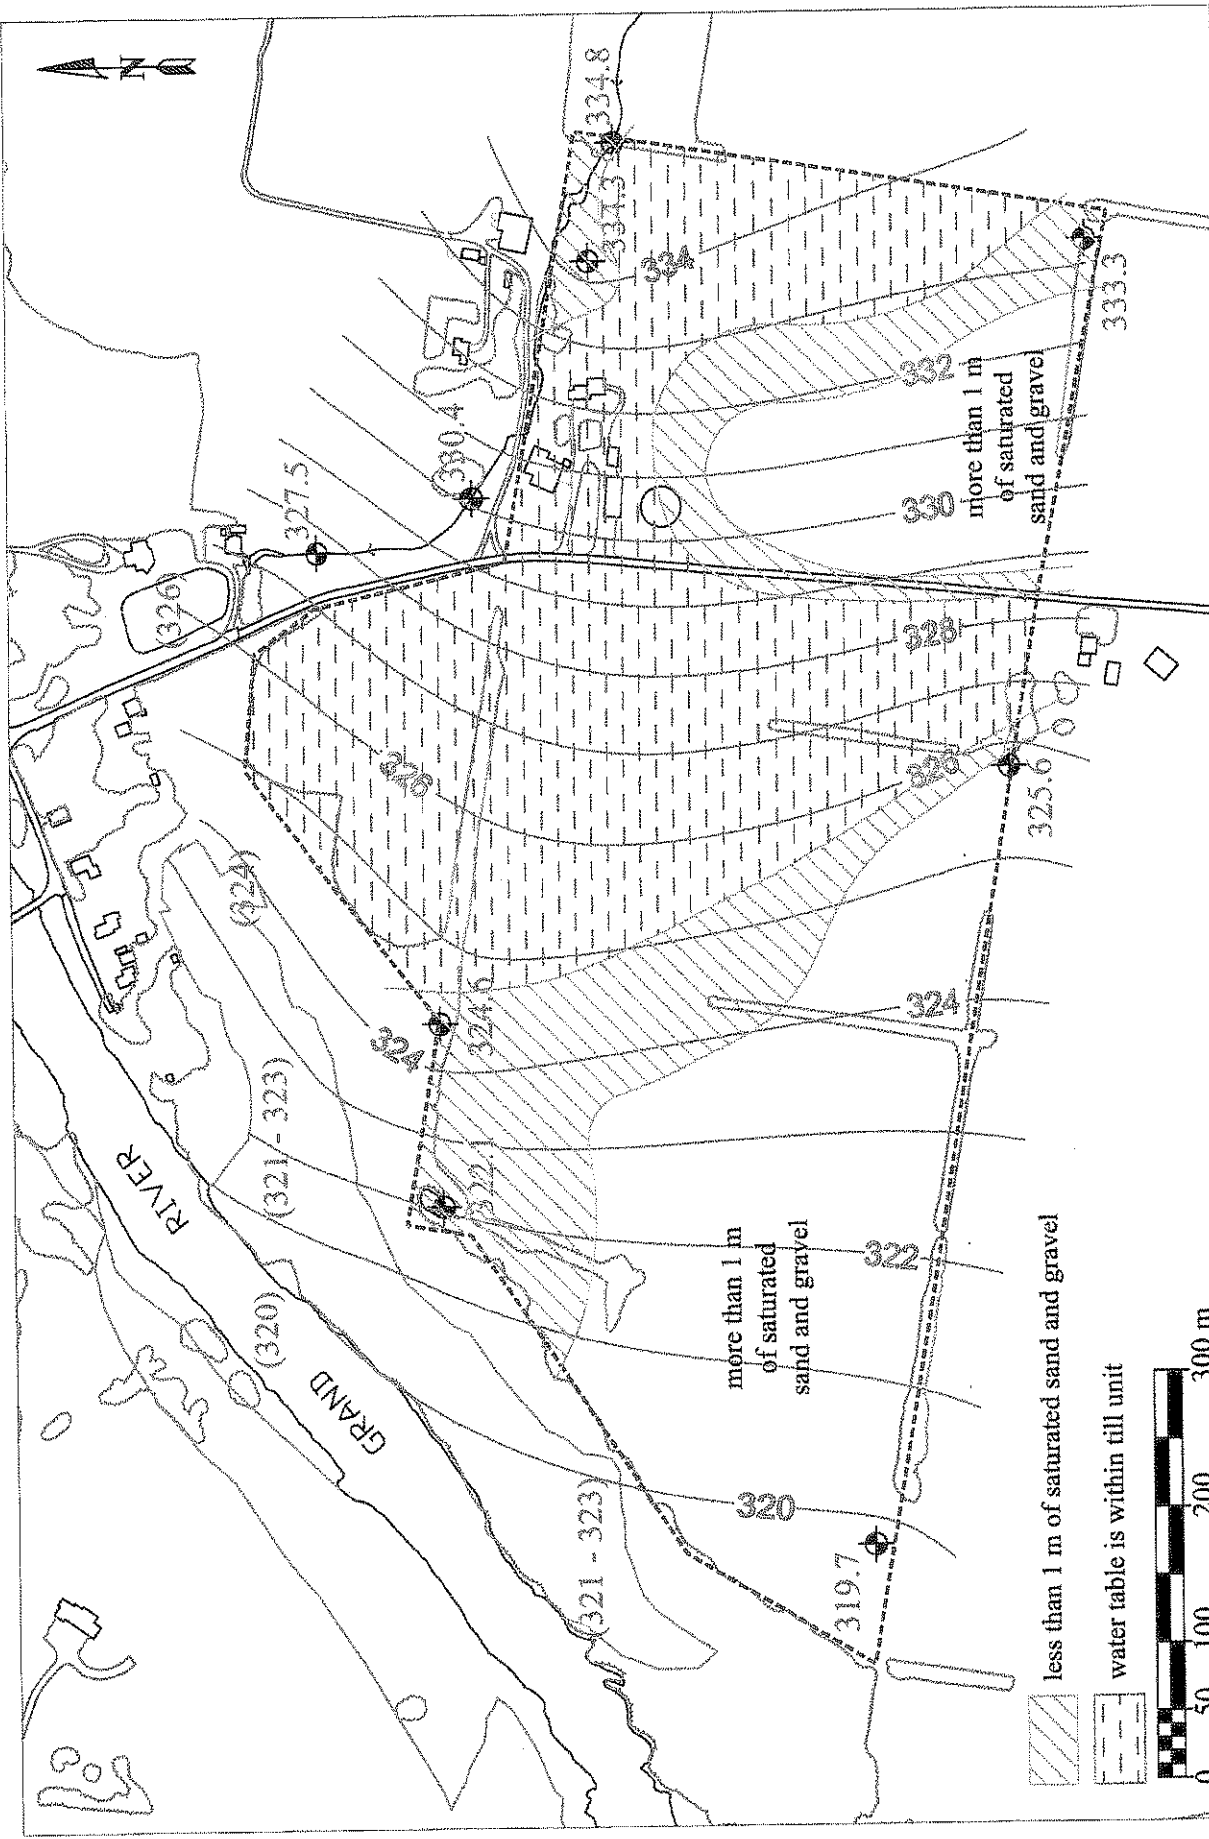 N
334.8
337.3
334
333.3
332
more than 1 m
of saturated
sand and gravel
330
(330.4)
327.5
(326)
328
326
326
325.6
(324)
324
324.6
324
(321 - 323)
RIVER
322
more than 1 m
of saturated
sand and gravel
(320)
GRAND
320
(321 - 323)
319.7
less than 1 m of saturated sand and gravel
water table is within till unit
0
50
100
200
300 m